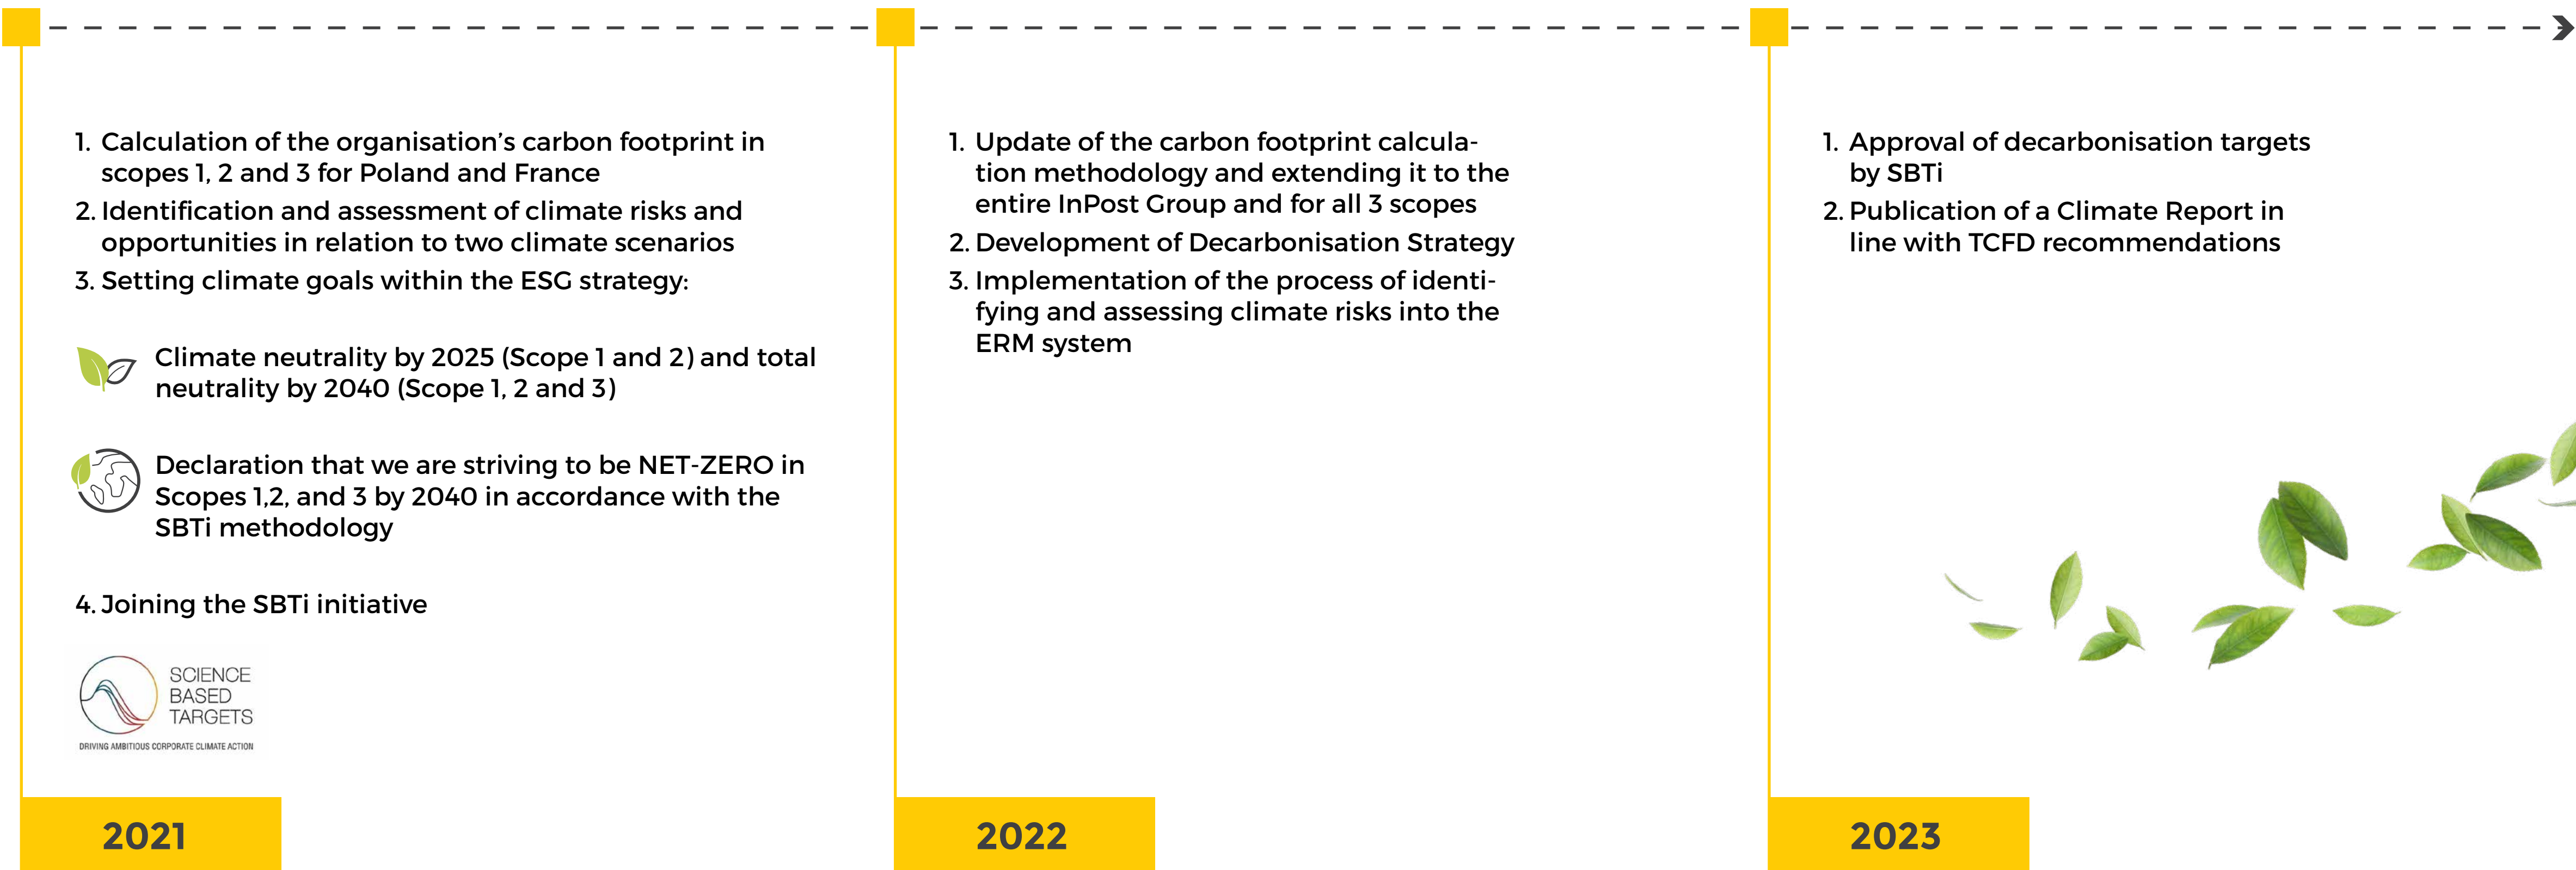 1. Calculation of the organisation’s carbon footprint in
scopes 1, 2 and 3 for Poland and France
2. Identification and assessment of climate risks and
opportunities in relation to two climate scenarios
3. Setting climate goals within the ESG strategy:
Climate neutrality by 2025 (Scope 1 and 2) and total
neutrality by 2040 (Scope 1, 2 and 3)
Declaration that we are striving to be NET-ZERO in
Scopes 1,2, and 3 by 2040 in accordance with the
SBTi methodology
4. Joining the SBTi initiative
SCIENCE
BASED
TARGETS
DRIVING AMBITIOUS CORPORATE CLIMATE ACTION
2021
1. Update of the carbon footprint calcula-
tion methodology and extending it to the
entire InPost Group and for all 3 scopes
2. Development of Decarbonisation Strategy
3. Implementation of the process of identi-
fying and assessing climate risks into the
ERM system
2022
1. Approval of decarbonisation targets
by SBTi
2. Publication of a Climate Report in
line with TCFD recommendations
2023